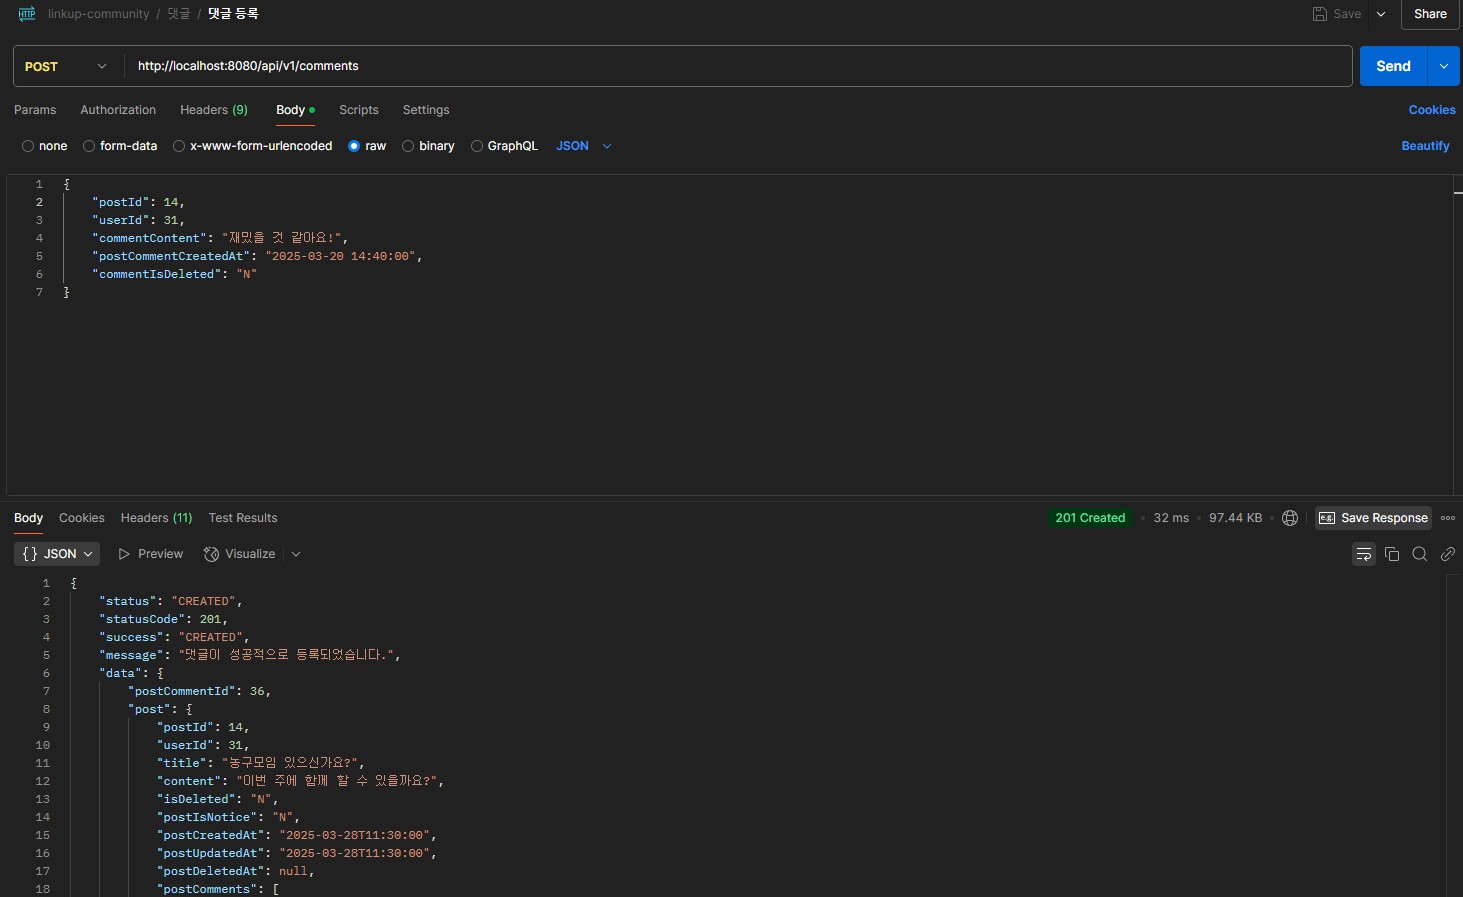 HTTP linkup-community / 댓글 / 댓글 등록 Save Share
POST http://localhost:8080/api/v1/comments Send
Params Authorization Headers (9) Body Scripts Settings Cookies
none form-data x-www-form-urlencoded raw binary GraphQL JSON Beautify
1 {
2 "postId": 14,
3 "userId": 31,
4 "commentContent": "재밌을 것 같아요!",
5 "postCommentCreatedAt": "2025-03-20 14:40:00",
6 "commentIsDeleted": "N"
7 }
Body Cookies Headers (11) Test Results 201 Created 32 ms 97.44 KB e.g. Save Response
{} JSON Preview Visualize
1 {
2 "status": "CREATED",
3 "statusCode": 201,
4 "success": "CREATED",
5 "message": "댓글이 성공적으로 등록되었습니다.",
6 "data": {
7 "postCommentId": 36,
8 "post": {
9 "postId": 14,
10 "userId": 31,
11 "title": "농구모임 있으신가요?",
12 "content": "이번 주에 함께 할 수 있을까요?",
13 "isDeleted": "N",
14 "postIsNotice": "N",
15 "postCreatedAt": "2025-03-28T11:30:00",
16 "postUpdatedAt": "2025-03-28T11:30:00",
17 "postDeletedAt": null,
18 "postComments": [